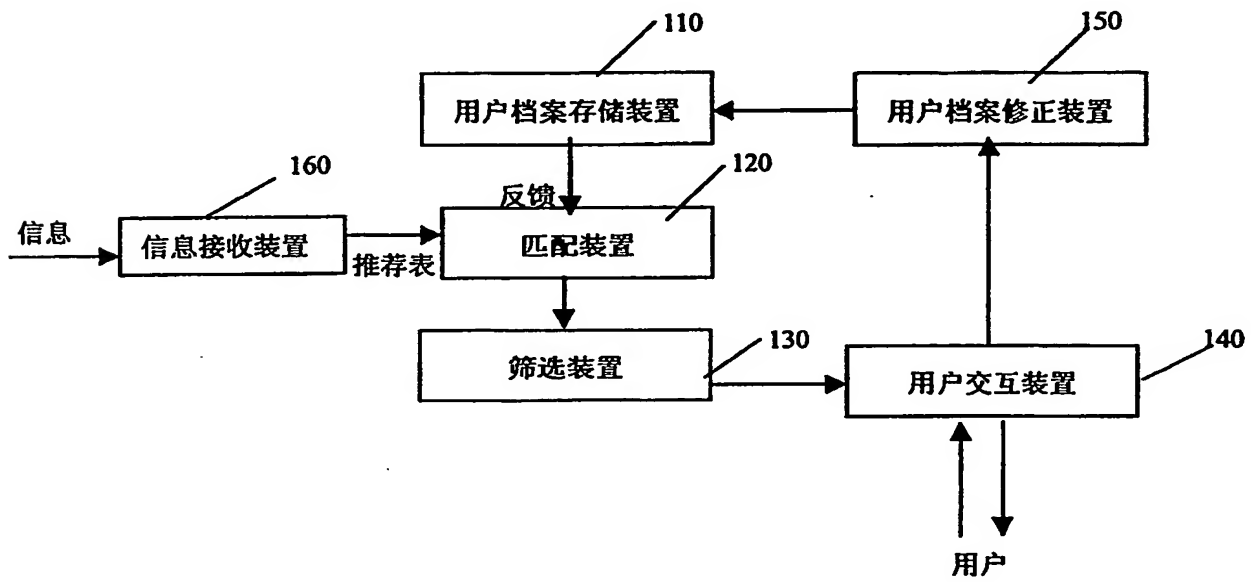 110
150
用户档案存储装置
用户档案修正装置
160
120
反馈
信息
信息接收装置
匹配装置
推荐表
130
140
筛选装置
用户交互装置
用户